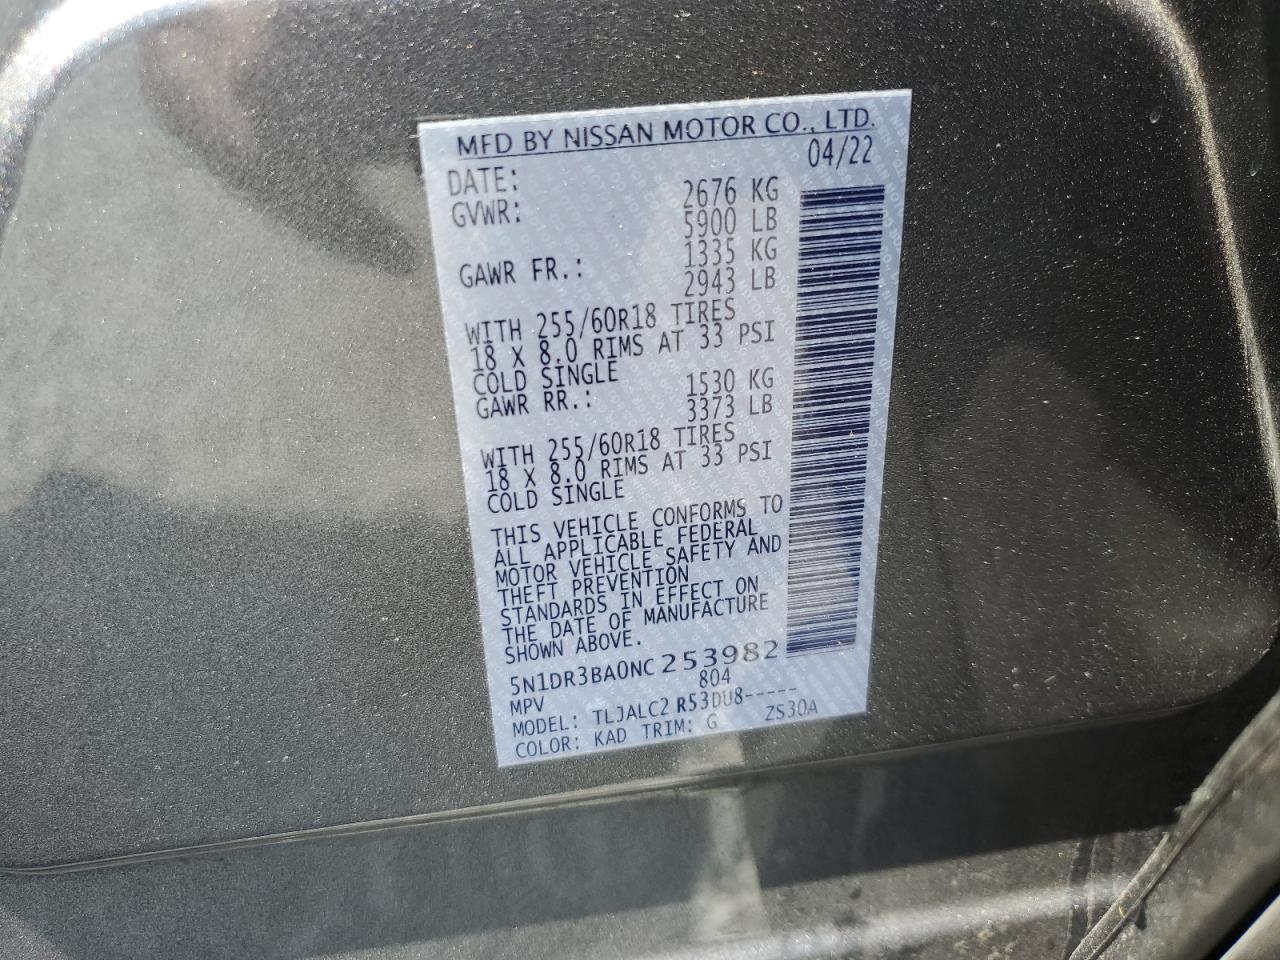 MFD BY NISSAN MOTOR CO., LTD.
DATE: 04/22
GVWR: 2676 KG
5900 LB
GAWR FR.: 1335 KG
2943 LB
WITH 255/60R18 TIRES
18 X 8.0 RIMS AT 33 PSI
COLD SINGLE
GAWR RR.: 1530 KG
3373 LB
WITH 255/60R18 TIRES
18 X 8.0 RIMS AT 33 PSI
COLD SINGLE
THIS VEHICLE CONFORMS TO
ALL APPLICABLE FEDERAL
MOTOR VEHICLE SAFETY AND
THEFT PREVENTION
STANDARDS IN EFFECT ON
THE DATE OF MANUFACTURE
SHOWN ABOVE.
5N1DR3BA0NC253982
MPV 804
MODEL: TLJALC2 R53DU8-----
COLOR: KAD TRIM: G ZS30A